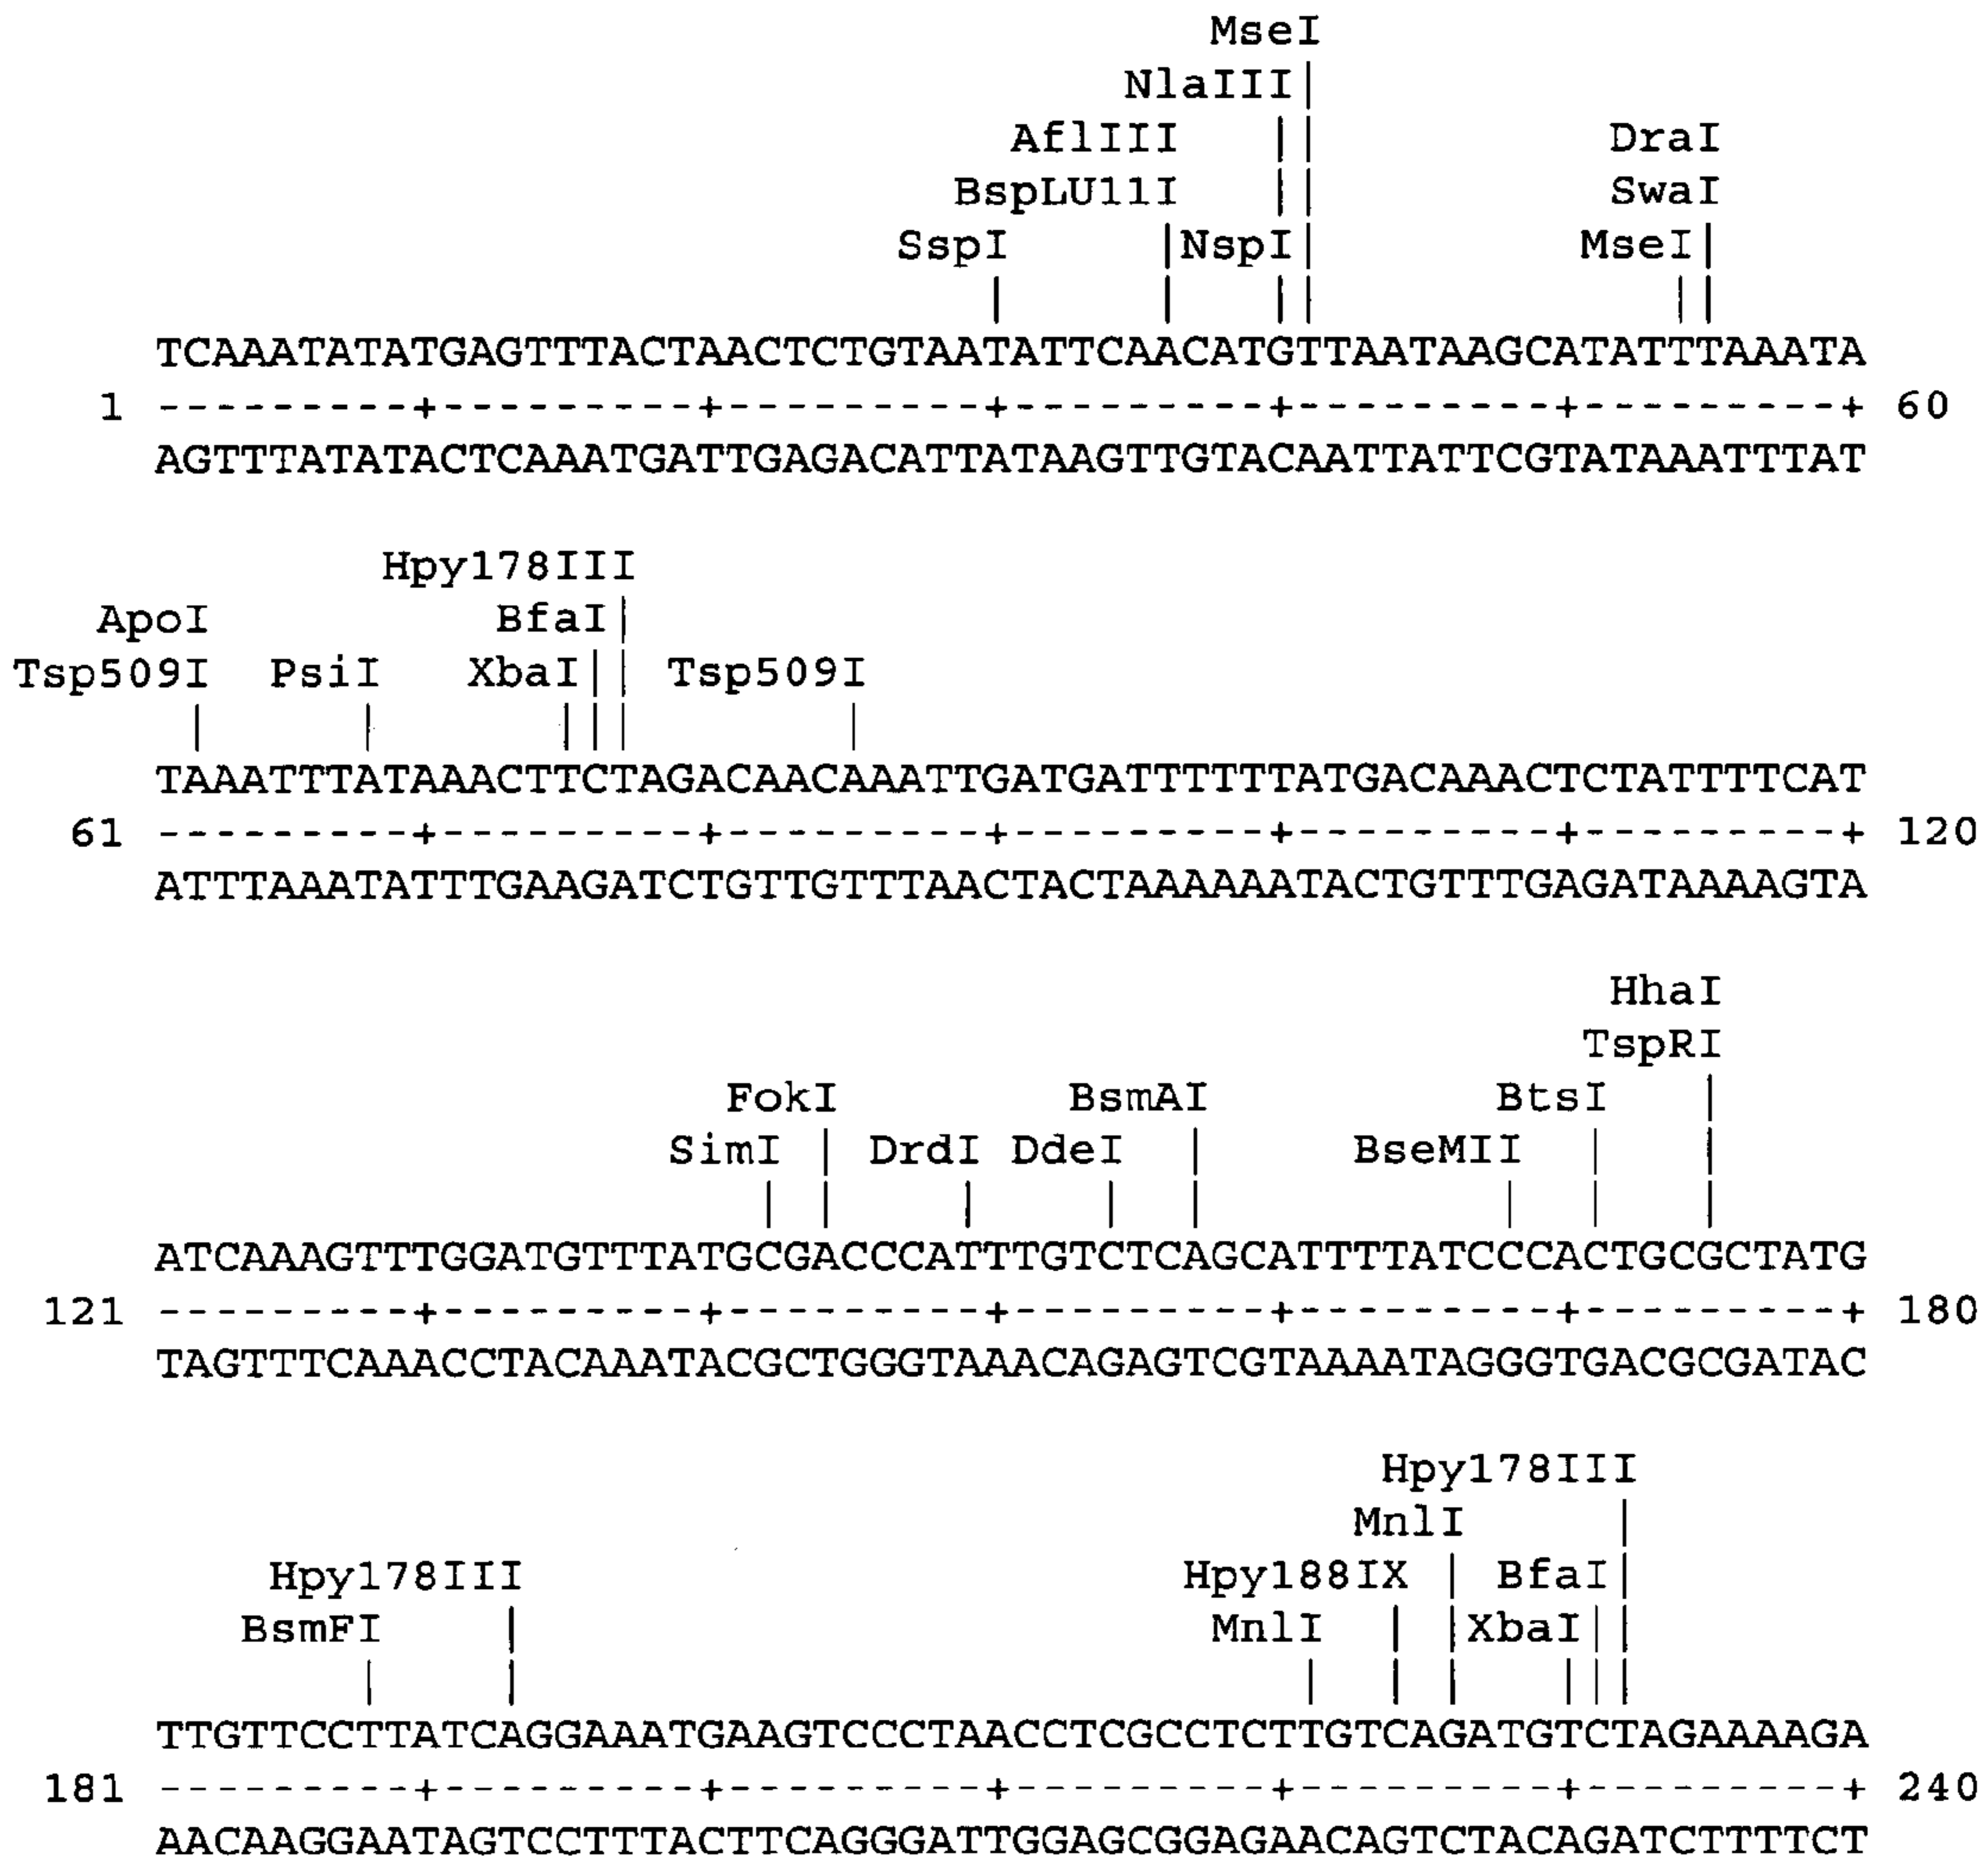 MseI
NlaIII|
AflIII || DraI
BspLU11I || SwaI
SspI |NspI| MseI|
| | || ||
TCAAATATATGAGTTTACTAACTCTGTAATATTCAACATGTTAATAAGCATATTTAAATA
1 ---------+---------+---------+---------+---------+---------+ 60
AGTTTATATACTCAAATGATTGAGACATTATAAGTTGTACAATTATTCGTATAAATTTAT
Hpy178III
ApoI BfaI|
Tsp509I PsiI XbaI|| Tsp509I
| | ||| |
TAAATTTATAAACTTCTAGACAACAAATTGATGATTTTTTTATGACAAACTCTATTTTCAT
61 ---------+---------+---------+---------+---------+---------+ 120
ATTTAAATATTTGAAGATCTGTTGTTTAACTACTAAAAAAATACTGTTTGAGATAAAAGTA
HhaI
TspRI
FokI BsmAI BtsI |
SimI | DrdI DdeI | BseMII | |
| | | | | | | |
ATCAAAGTTTGGATGTTTATGCGACCCATTTGTCTCAGCATTTTATCCCACTGCGCTATG
121 ---------+---------+---------+---------+---------+---------+ 180
TAGTTTCAAACCTACAAATACGCTGGGTAAACAGAGTCGTAAAATAGGGTGACGCGATAC
Hpy178III
MnlI |
Hpy178III Hpy188IX | BfaI|
BsmFI | MnlI | |XbaI||
| | | | | |||
TTGTTCCTTATCAGGAAATGAAGTCCCTAACCTCGCCTCTTGTCAGATGTCTAGAAAAGA
181 ---------+---------+---------+---------+---------+---------+ 240
AACAAGGAATAGTCCTTTACTTCAGGGATTGGAGCGGAGAACAGTCTACAGATCTTTTCT